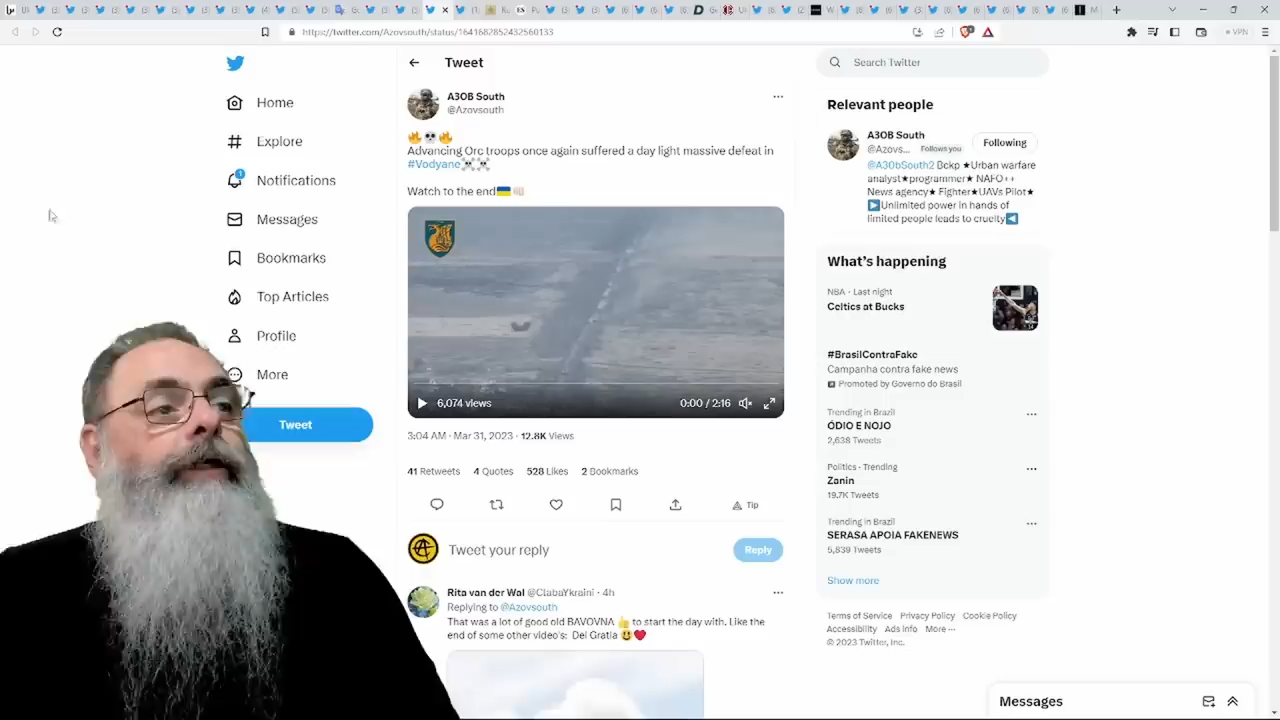 https://twitter.com/Azovsouth/status/1641682852432560133
VPN
Home
Explore
1
Notifications
Messages
Bookmarks
Top Articles
Profile
More
Tweet
Tweet
A3OB South
@Azovsouth
Advancing Orc troops once again suffered a day light massive defeat in
#Vodyane
Watch to the end
6,074 views
0:00 / 2:16
3:04 AM · Mar 31, 2023 · 12.8K Views
41 Retweets 4 Quotes 528 Likes 2 Bookmarks
Tip
Tweet your reply
Reply
Rita van der Wal @ClabaYkraini · 4h
Replying to @Azovsouth
That was a lot of good old BAVOVNA 👍 to start the day with. Like the
end of some other video's: Dei Gratia 😃❤️
Search Twitter
Relevant people
A3OB South
@Azovs... Follows you
Following
@A30bSouth2 Bckp ★Urban warfare
analyst★programmer★ NAFO++
News agency★ Fighter★UAVs Pilot★
▶Unlimited power in hands of
limited people leads to cruelty◀
What's happening
NBA · Last night
Celtics at Bucks
#BrasilContraFake
Campanha contra fake news
Promoted by Governo do Brasil
Trending in Brazil
ÓDIO E NOJO
2,638 Tweets
Politics · Trending
Zanin
19.7K Tweets
Trending in Brazil
SERASA APOIA FAKENEWS
5,839 Tweets
Show more
Terms of Service Privacy Policy Cookie Policy
Accessibility Ads info More ···
© 2023 Twitter, Inc.
Messages